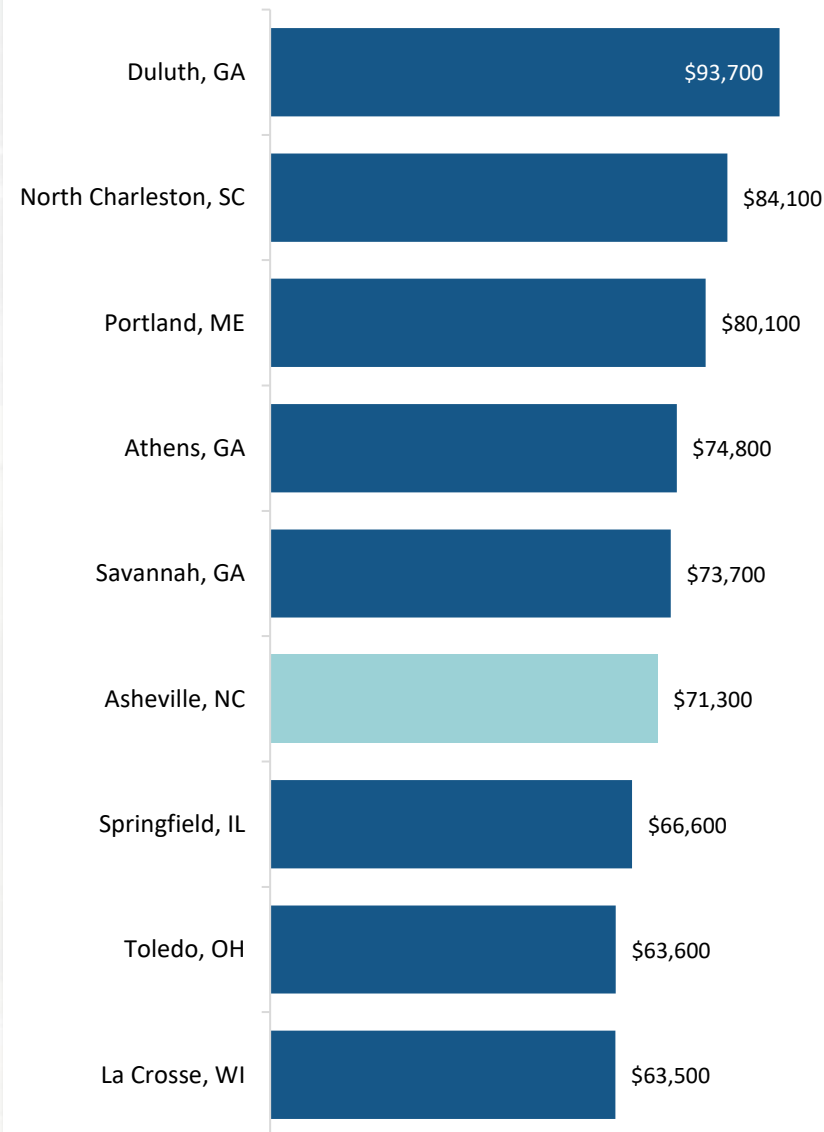 Duluth, GA $93,700
North Charleston, SC $84,100
Portland, ME $80,100
Athens, GA $74,800
Savannah, GA $73,700
Asheville, NC $71,300
Springfield, IL $66,600
Toledo, OH $63,600
La Crosse, WI $63,500